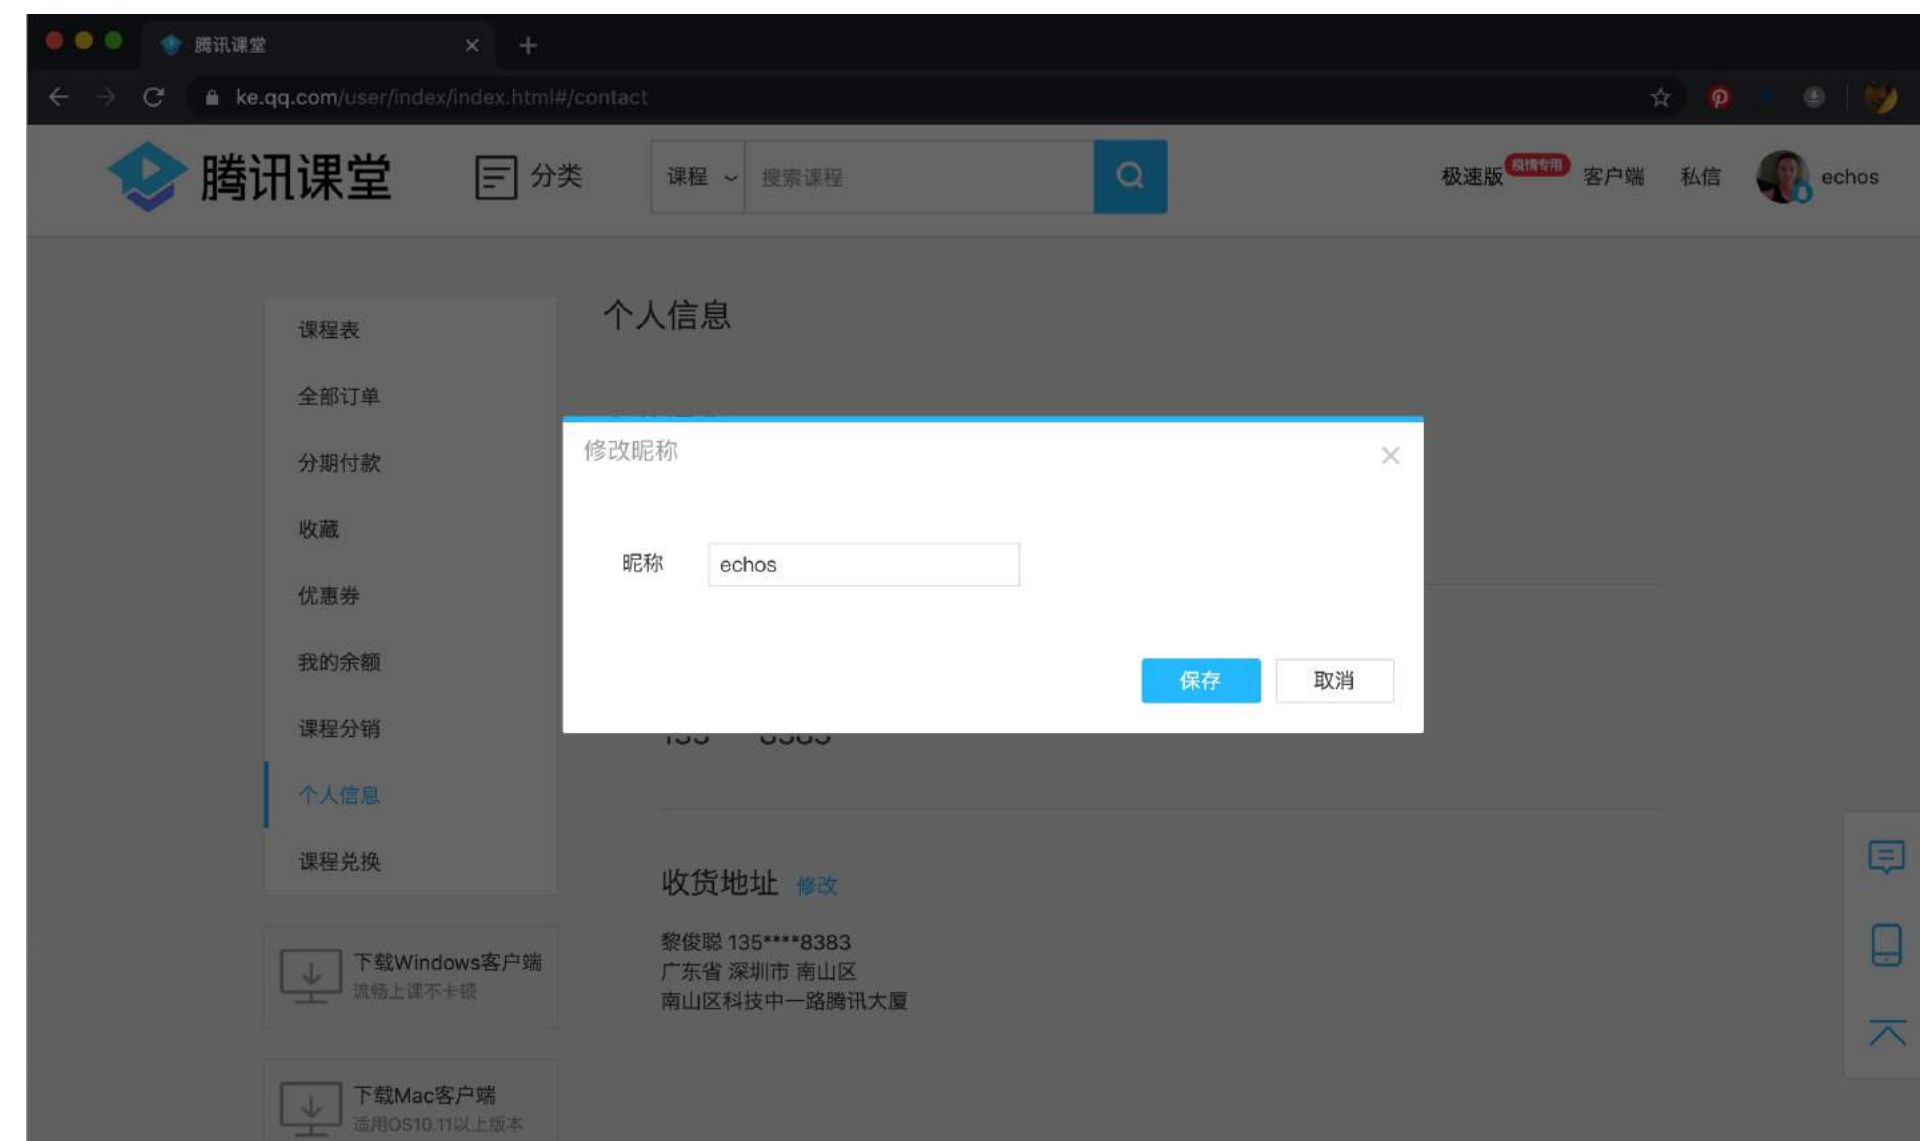 腾讯课堂
ke.qq.com/user/index/index.html#/contact
腾讯课堂
分类
课程
搜索课程
极速版
疫情专用
客户端
私信
echos
课程表
全部订单
分期付款
收藏
优惠券
我的余额
课程分销
个人信息
课程兑换
下载Windows客户端
流畅上课不卡顿
下载Mac客户端
适用OS10.11以上版本
个人信息
修改昵称
昵称
echos
保存
取消
收货地址 修改
黎俊聪 135****8383
广东省 深圳市 南山区
南山区科技中一路腾讯大厦